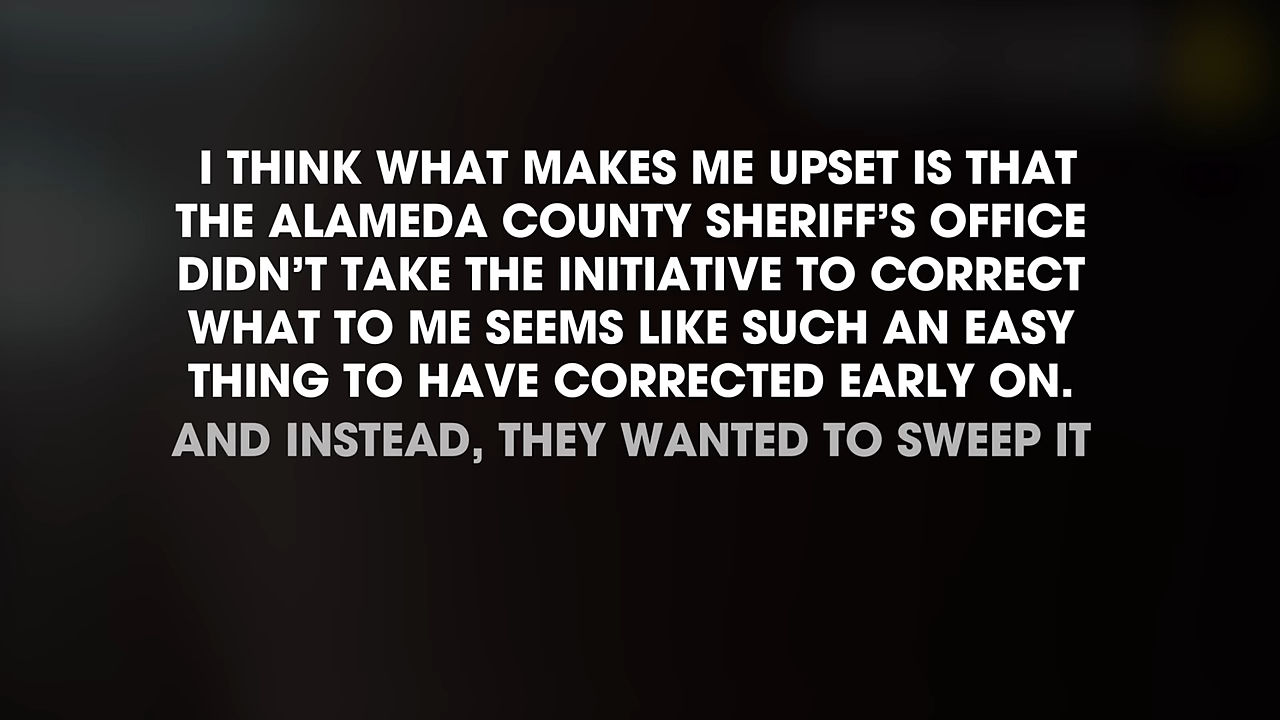 I THINK WHAT MAKES ME UPSET IS THAT
THE ALAMEDA COUNTY SHERIFF’S OFFICE
DIDN’T TAKE THE INITIATIVE TO CORRECT
WHAT TO ME SEEMS LIKE SUCH AN EASY
THING TO HAVE CORRECTED EARLY ON.
AND INSTEAD, THEY WANTED TO SWEEP IT